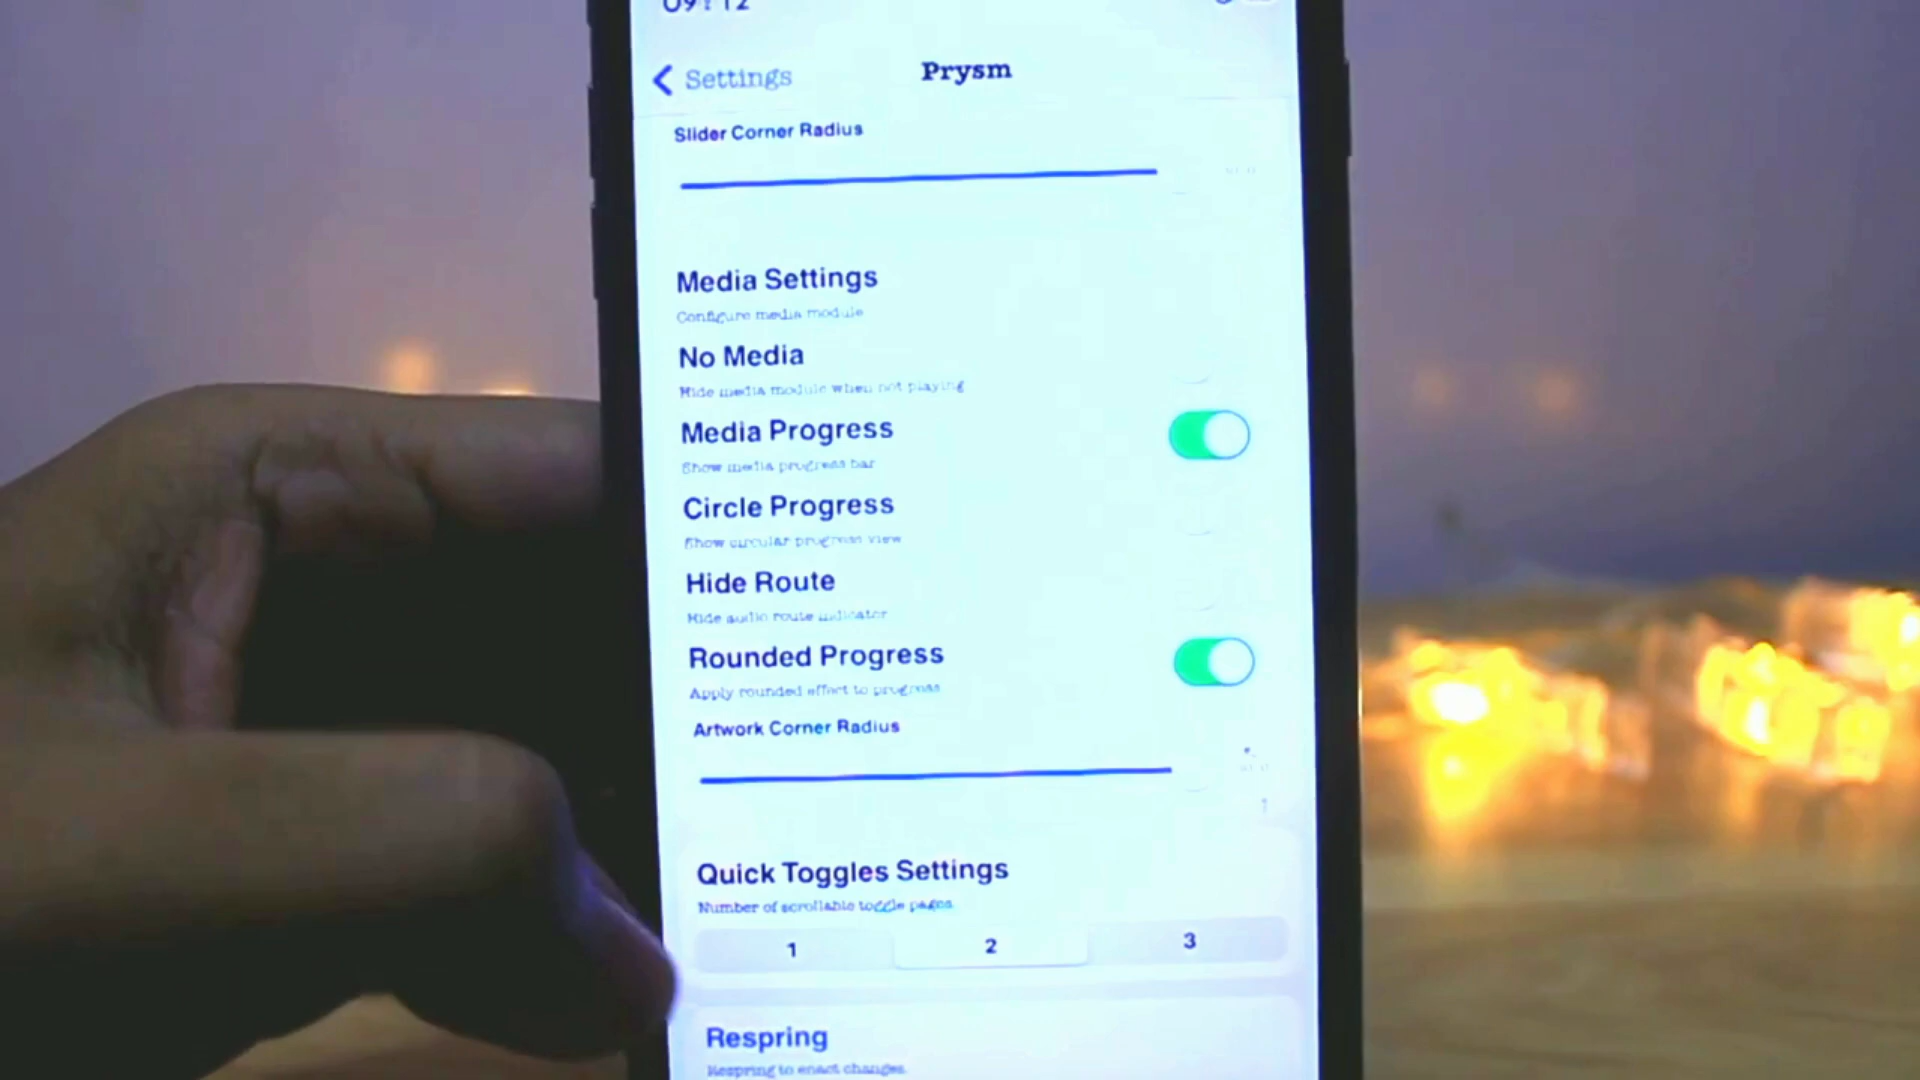 09:12
Settings
Prysm
Slider Corner Radius
Media Settings
Configure media module
No Media
Hide media module when not playing
Media Progress
Show media progress bar
Circle Progress
Show circular progress view
Hide Route
Hide audio route indicator
Rounded Progress
Apply rounded effect to progress
Artwork Corner Radius
Quick Toggles Settings
Number of scrollable toggle pages
1 2 3
Respring
Respring to enact changes.